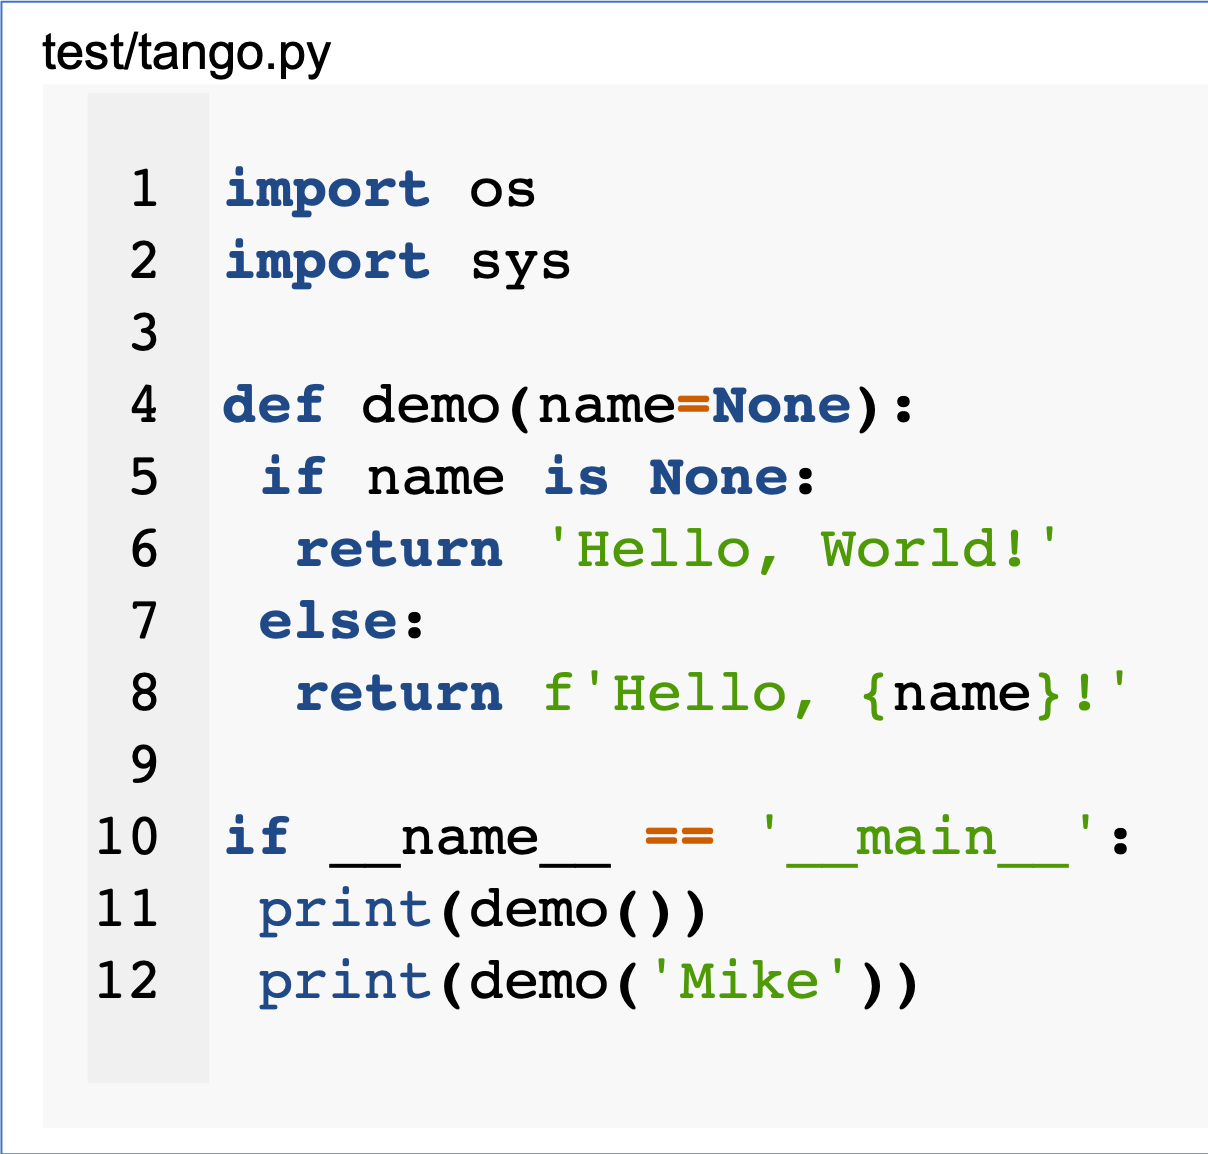 test/tango.py
1 import os
2 import sys
3
4 def demo(name=None):
5  if name is None:
6   return 'Hello, World!'
7  else:
8   return f'Hello, {name}!'
9
10 if __name__ == '__main__':
11  print(demo())
12  print(demo('Mike'))